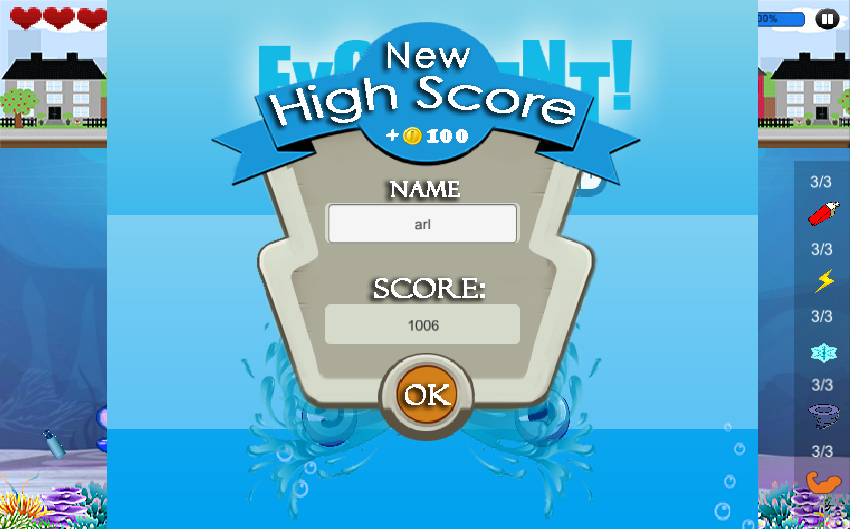 New
High Score
+ 100
NAME
arl
SCORE:
1006
OK
3/3
3/3
3/3
3/3
3/3